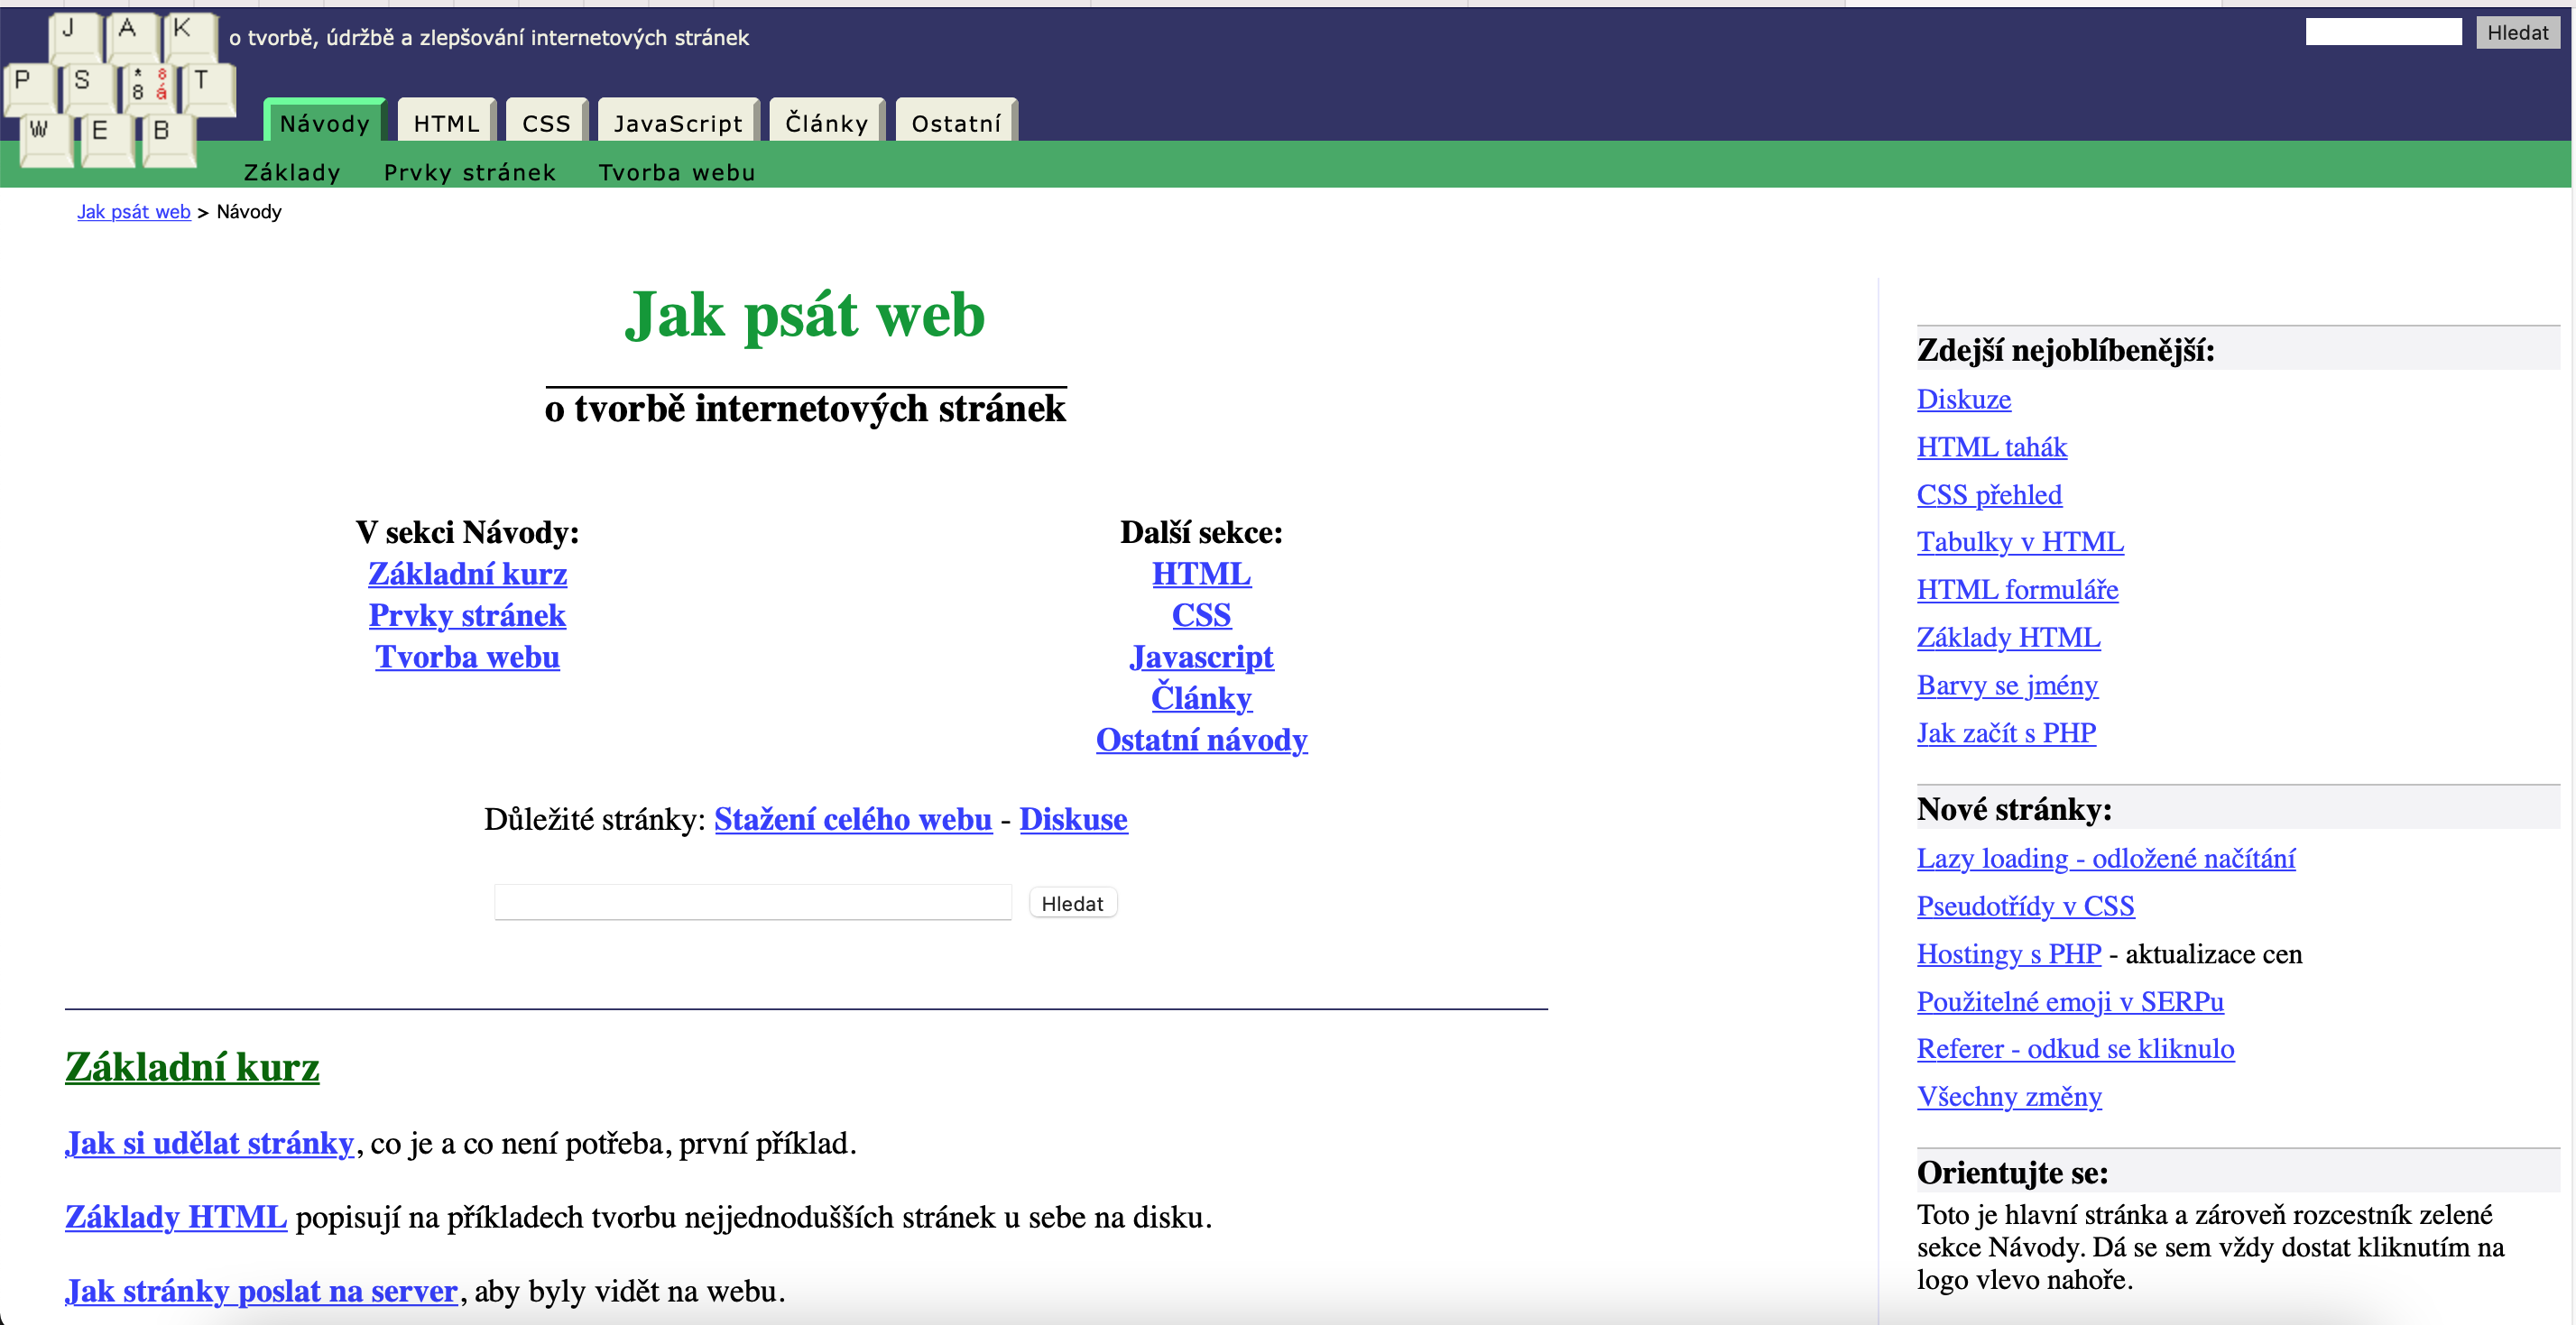 J A K
P S * 8 8 á T
W E B
o tvorbě, údržbě a zlepšování internetových stránek
Hledat
Návody HTML CSS JavaScript Články Ostatní
Základy Prvky stránek Tvorba webu
Jak psát web > Návody
Jak psát web
o tvorbě internetových stránek
V sekci Návody:
Základní kurz
Prvky stránek
Tvorba webu
Další sekce:
HTML
CSS
Javascript
Články
Ostatní návody
Důležité stránky: Stažení celého webu - Diskuse
Hledat
Základní kurz
Jak si udělat stránky, co je a co není potřeba, první příklad.
Základy HTML popisují na příkladech tvorbu nejjednodušších stránek u sebe na disku.
Jak stránky poslat na server, aby byly vidět na webu.
Zdejší nejoblíbenější:
Diskuze
HTML tahák
CSS přehled
Tabulky v HTML
HTML formuláře
Základy HTML
Barvy se jmény
Jak začít s PHP
Nové stránky:
Lazy loading - odložené načítání
Pseudotřídy v CSS
Hostingy s PHP - aktualizace cen
Použitelné emoji v SERPu
Referer - odkud se kliknulo
Všechny změny
Orientujte se:
Toto je hlavní stránka a zároveň rozcestník zelené
sekce Návody. Dá se sem vždy dostat kliknutím na
logo vlevo nahoře.